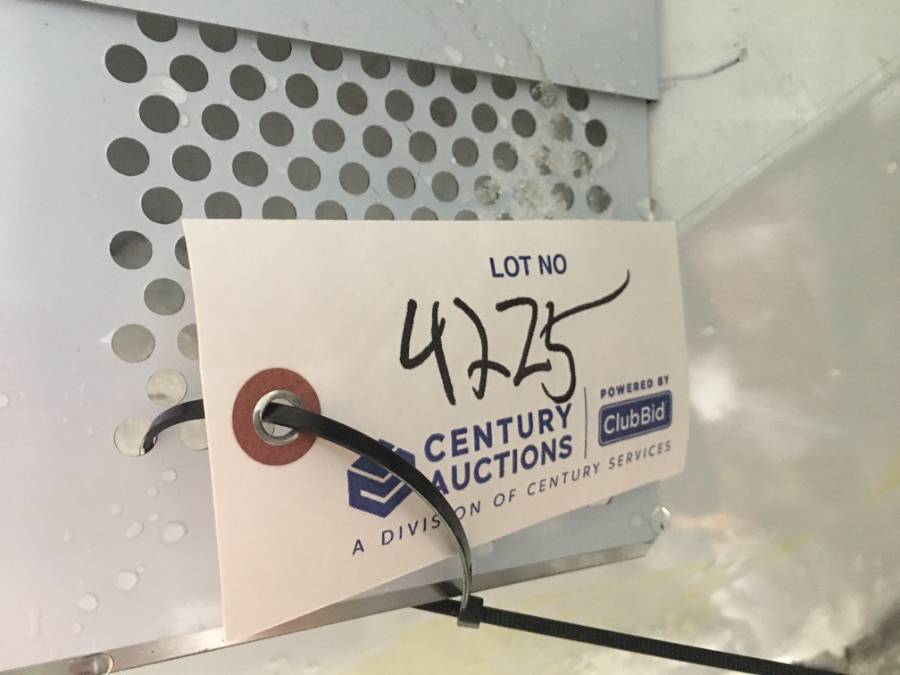 LOT NO
4225
CENTURY
AUCTIONS
POWERED BY
ClubBid
A DIVISION OF CENTURY SERVICES